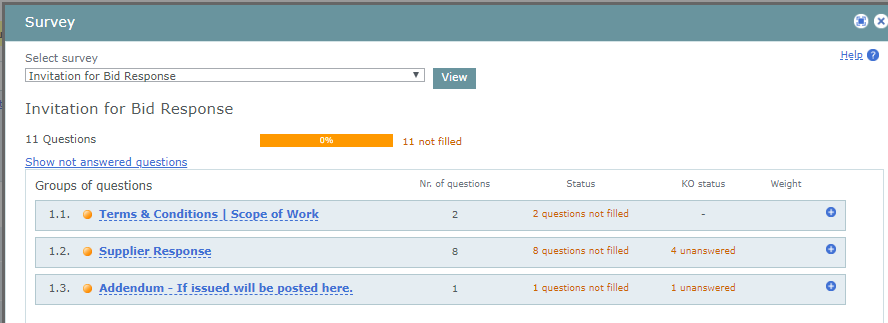 Survey
Help ?
Select survey
Invitation for Bid Response
View
Invitation for Bid Response
11 Questions 0% 11 not filled
Show not answered questions
Groups of questions Nr. of questions Status KO status Weight
1.1. Terms & Conditions | Scope of Work 2 2 questions not filled -
1.2. Supplier Response 8 8 questions not filled 4 unanswered
1.3. Addendum - If issued will be posted here. 1 1 questions not filled 1 unanswered